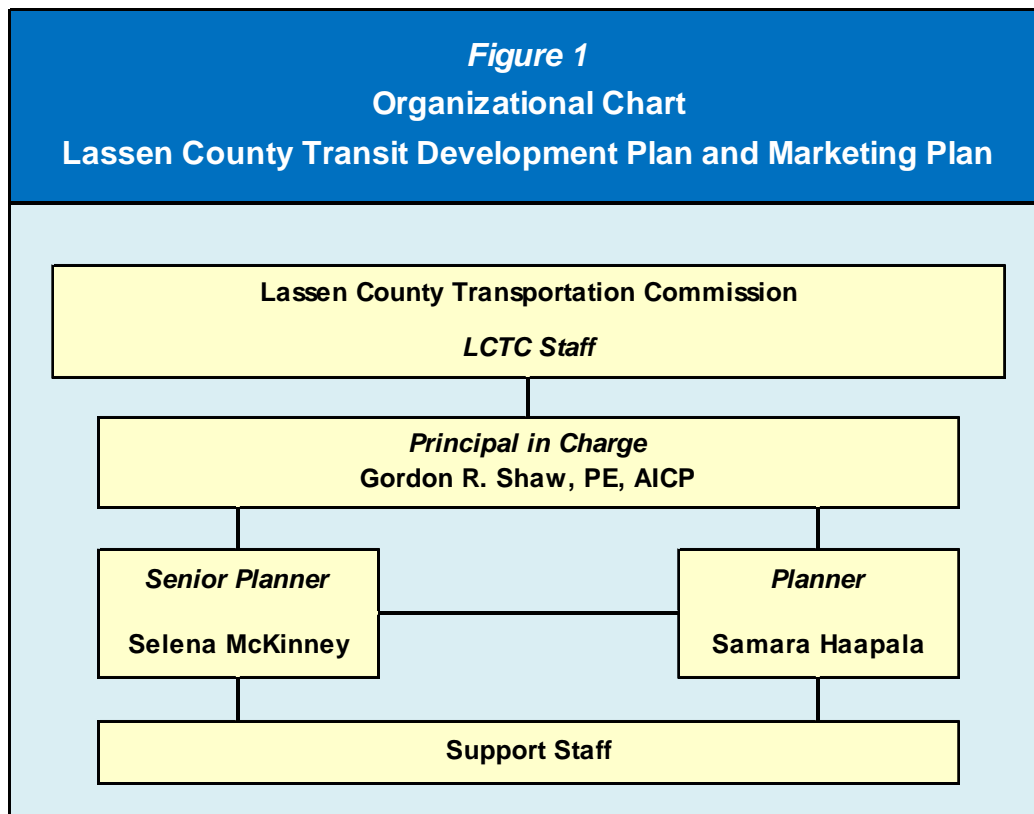 Figure 1
Organizational Chart
Lassen County Transit Development Plan and Marketing Plan
Lassen County Transportation Commission
LCTC Staff
Principal in Charge
Gordon R. Shaw, PE, AICP
Senior Planner
Selena McKinney
Planner
Samara Haapala
Support Staff